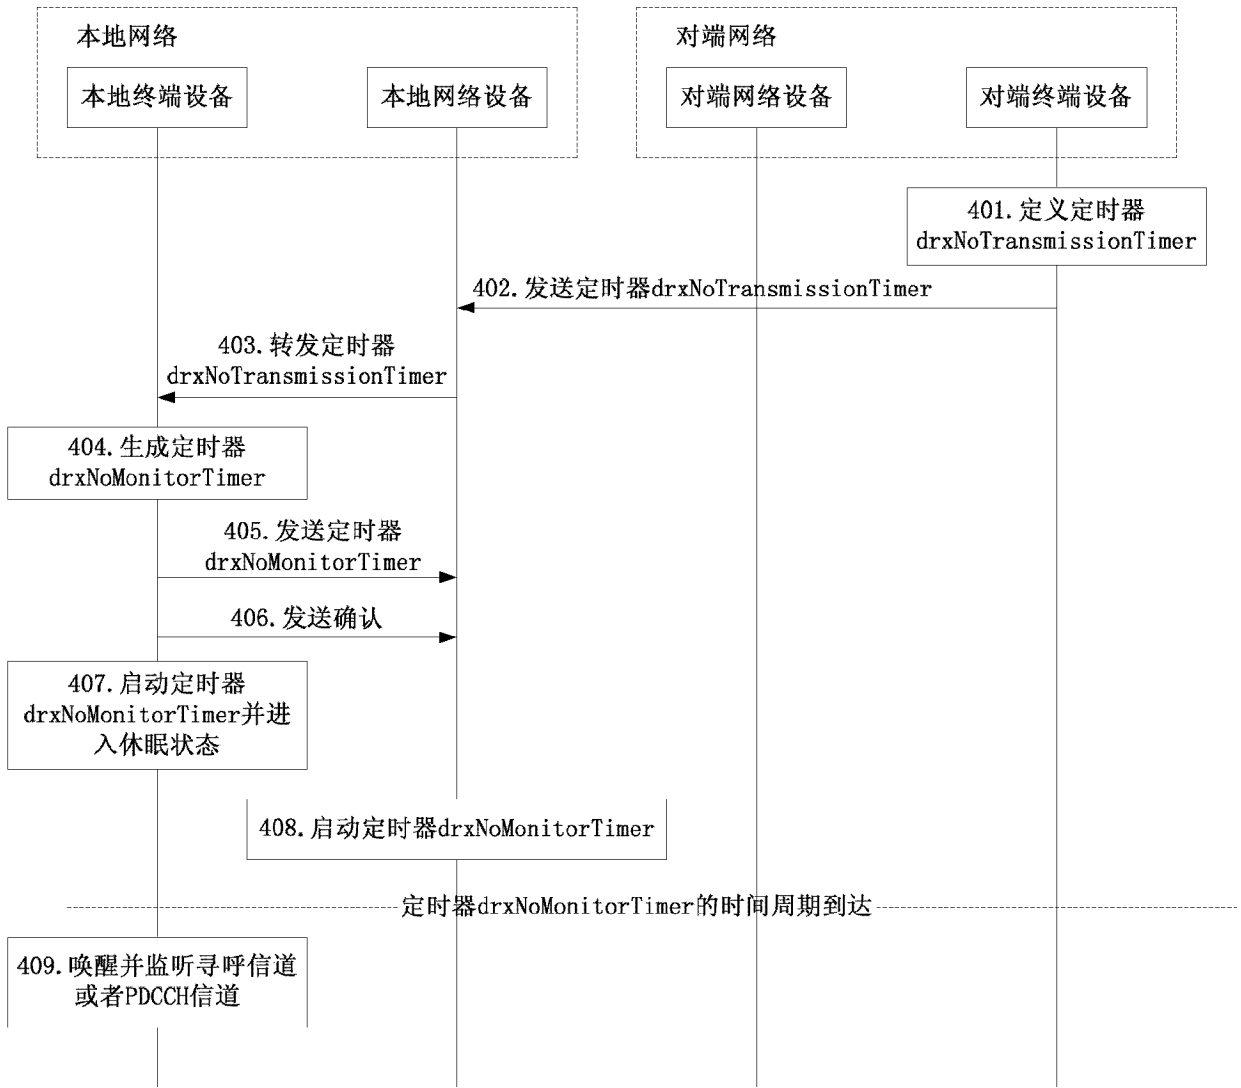 本地网络
对端网络
本地终端设备
本地网络设备
对端网络设备
对端终端设备
401.定义定时器
drxNoTransmissionTimer
402.发送定时器drxNoTransmissionTimer
403.转发定时器
drxNoTransmissionTimer
404.生成定时器
drxNoMonitorTimer
405.发送定时器
drxNoMonitorTimer
406.发送确认
407.启动定时器
drxNoMonitorTimer并进
入休眠状态
408.启动定时器drxNoMonitorTimer
定时器drxNoMonitorTimer的时间周期到达
409.唤醒并监听寻呼信道
或者PDCCH信道